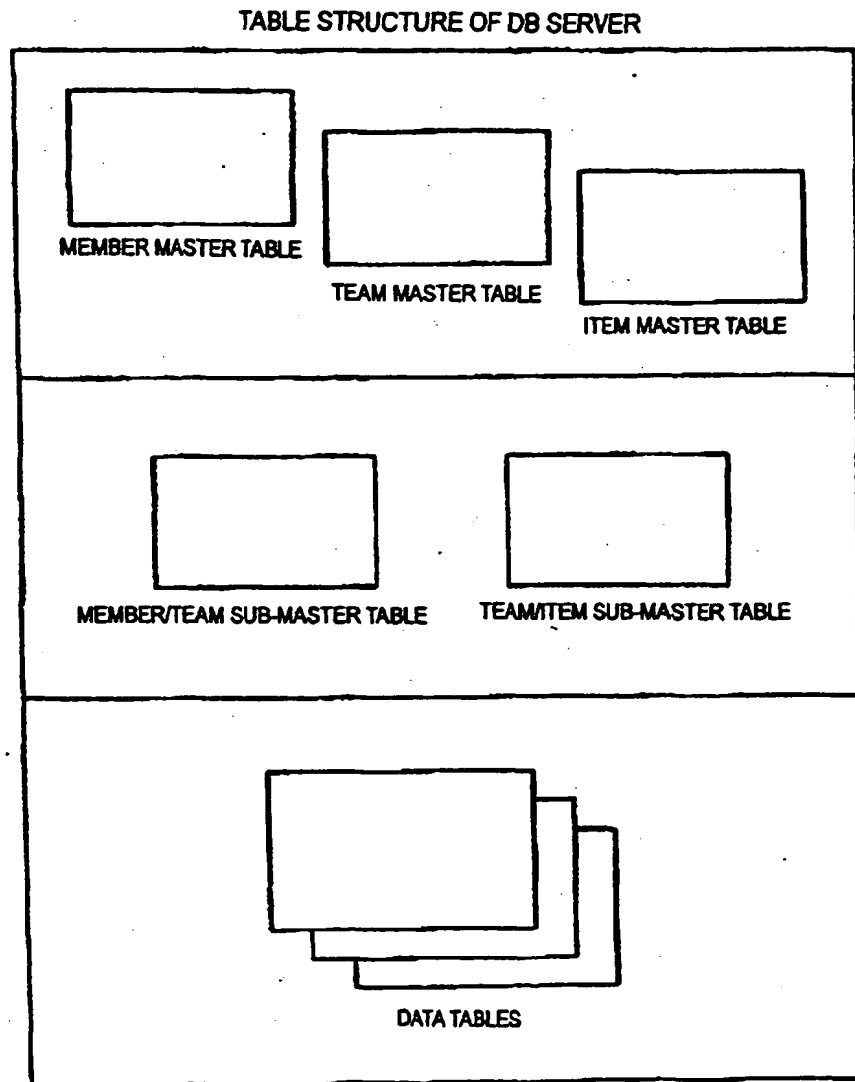 TABLE STRUCTURE OF DB SERVER
MEMBER MASTER TABLE
TEAM MASTER TABLE
ITEM MASTER TABLE
MEMBER/TEAM SUB-MASTER TABLE
TEAM/ITEM SUB-MASTER TABLE
DATA TABLES